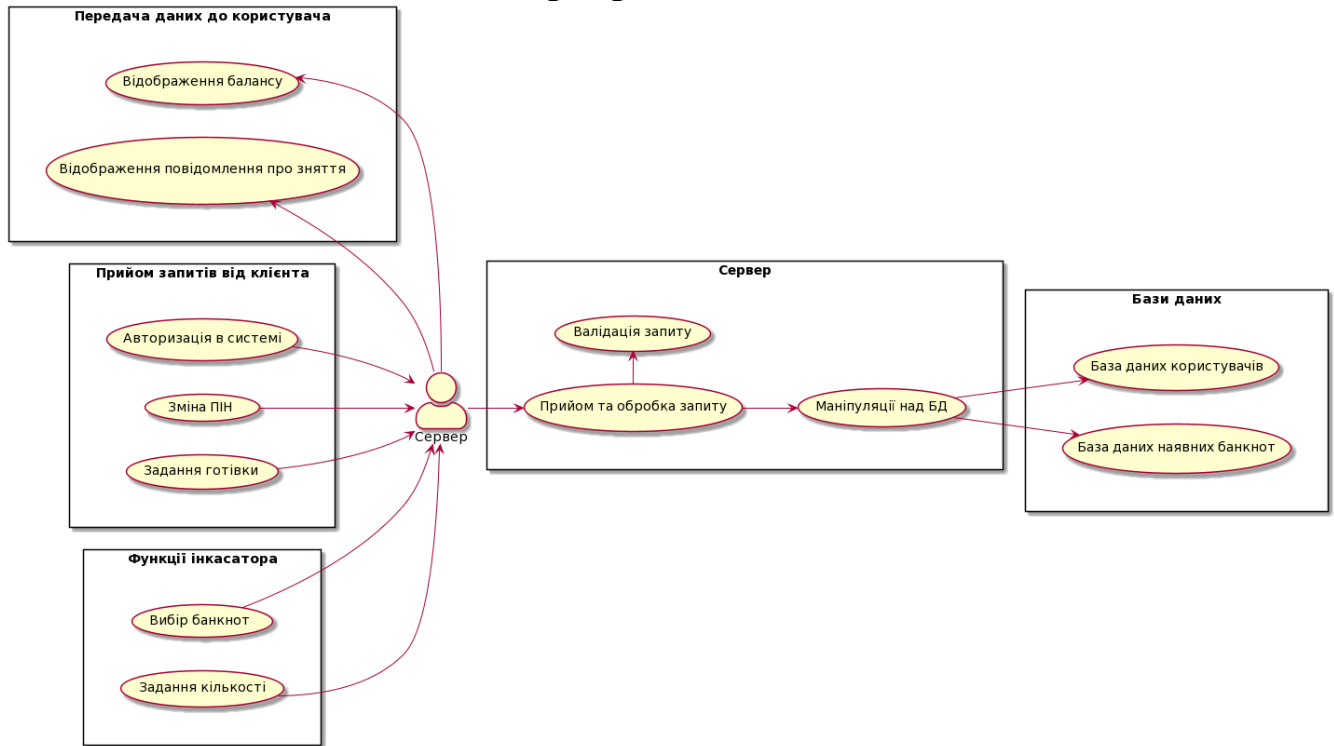 Передача даних до користувача
Відображення балансу
Відображення повідомлення про зняття
Прийом запитів від клієнта
Авторизація в системі
Зміна ПІН
Задання готівки
Функції інкасатора
Вибір банкнот
Задання кількості
Сервер
Сервер
Валідація запиту
Прийом та обробка запиту
Маніпуляції над БД
Бази даних
База даних користувачів
База даних наявних банкнот